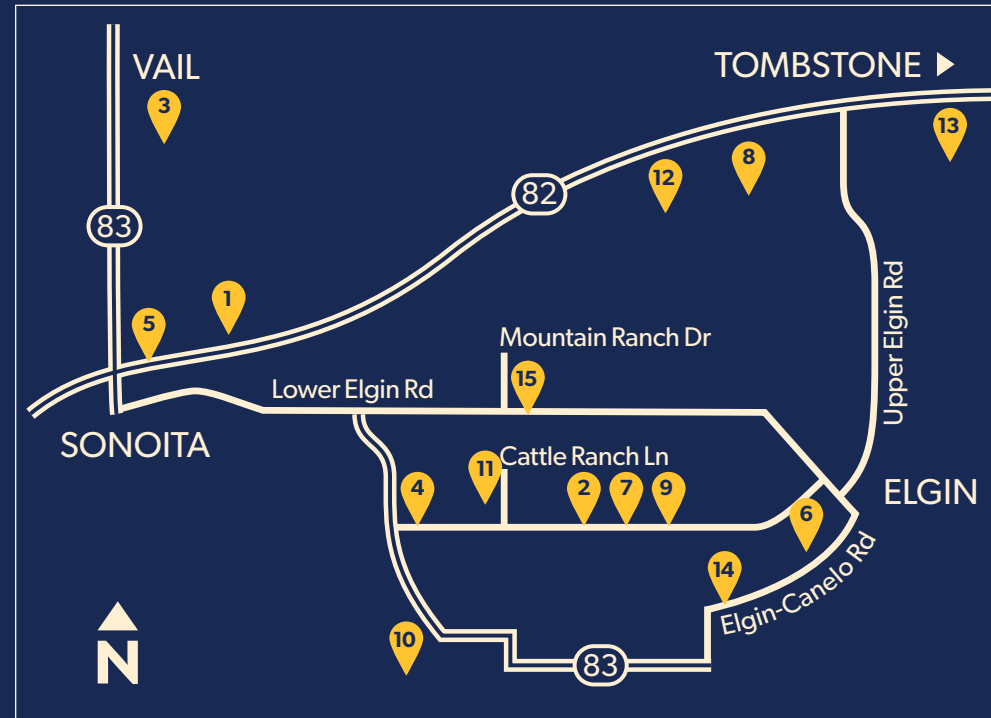 VAIL
TOMBSTONE
3
13
8
12
82
83
1
5
Upper Elgin Rd
Mountain Ranch Dr
15
Lower Elgin Rd
SONOITA
Cattle Ranch Ln
11
4
2
7
9
ELGIN
6
14
Elgin-Canelo Rd
10
83
N